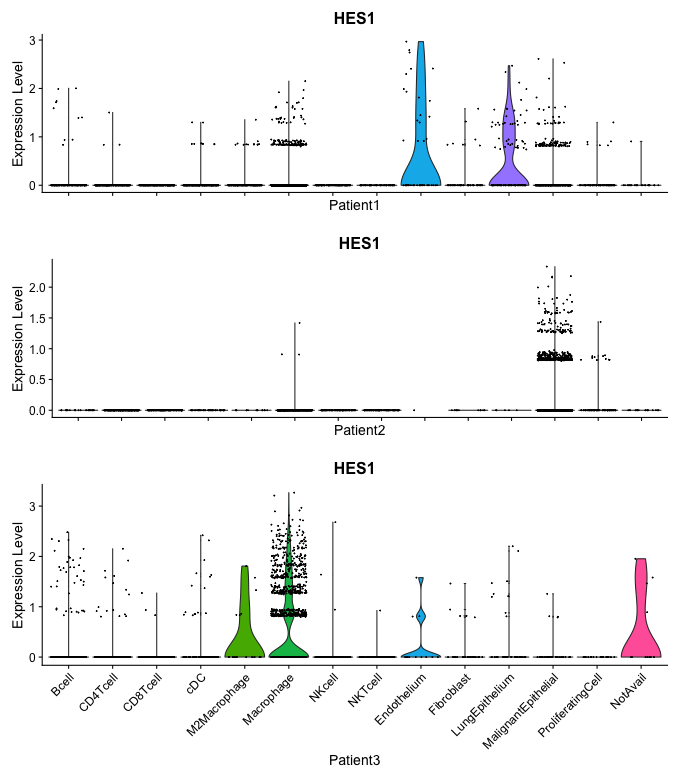 HES1
Expression Level
3
2
1
0
Patient1
HES1
Expression Level
2.0
1.5
1.0
0.5
0.0
Patient2
HES1
Expression Level
3
2
1
0
Bcell
CD4Tcell
CD8Tcell
cDC
M2Macrophage
Macrophage
NKcell
NKTcell
Endothelium
Fibroblast
LungEpithelium
MalignantEpithelial
ProliferatingCell
NotAvail
Patient3